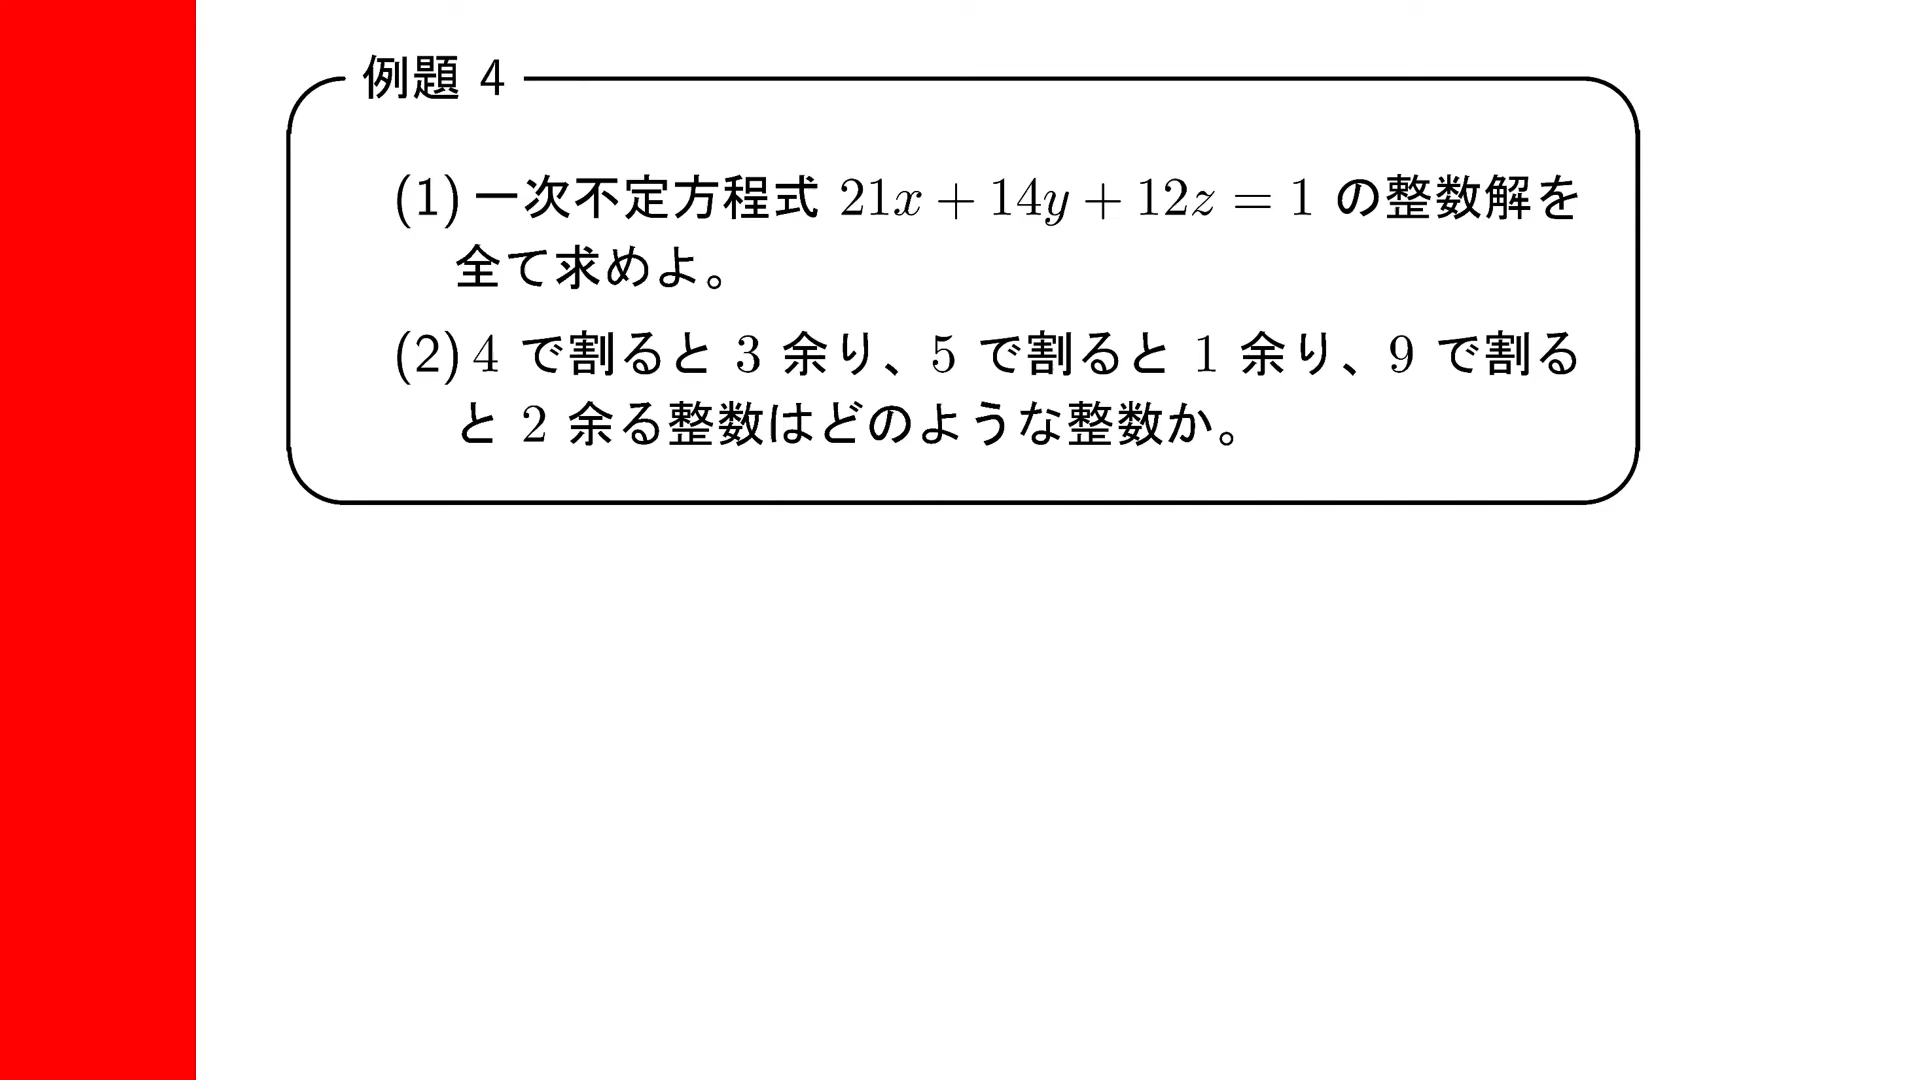 例題 4
(1) 一次不定方程式 21x + 14y + 12z = 1 の整数解を
全て求めよ。
(2) 4 で割ると 3 余り、5 で割ると 1 余り、9 で割る
と 2 余る整数はどのような整数か。